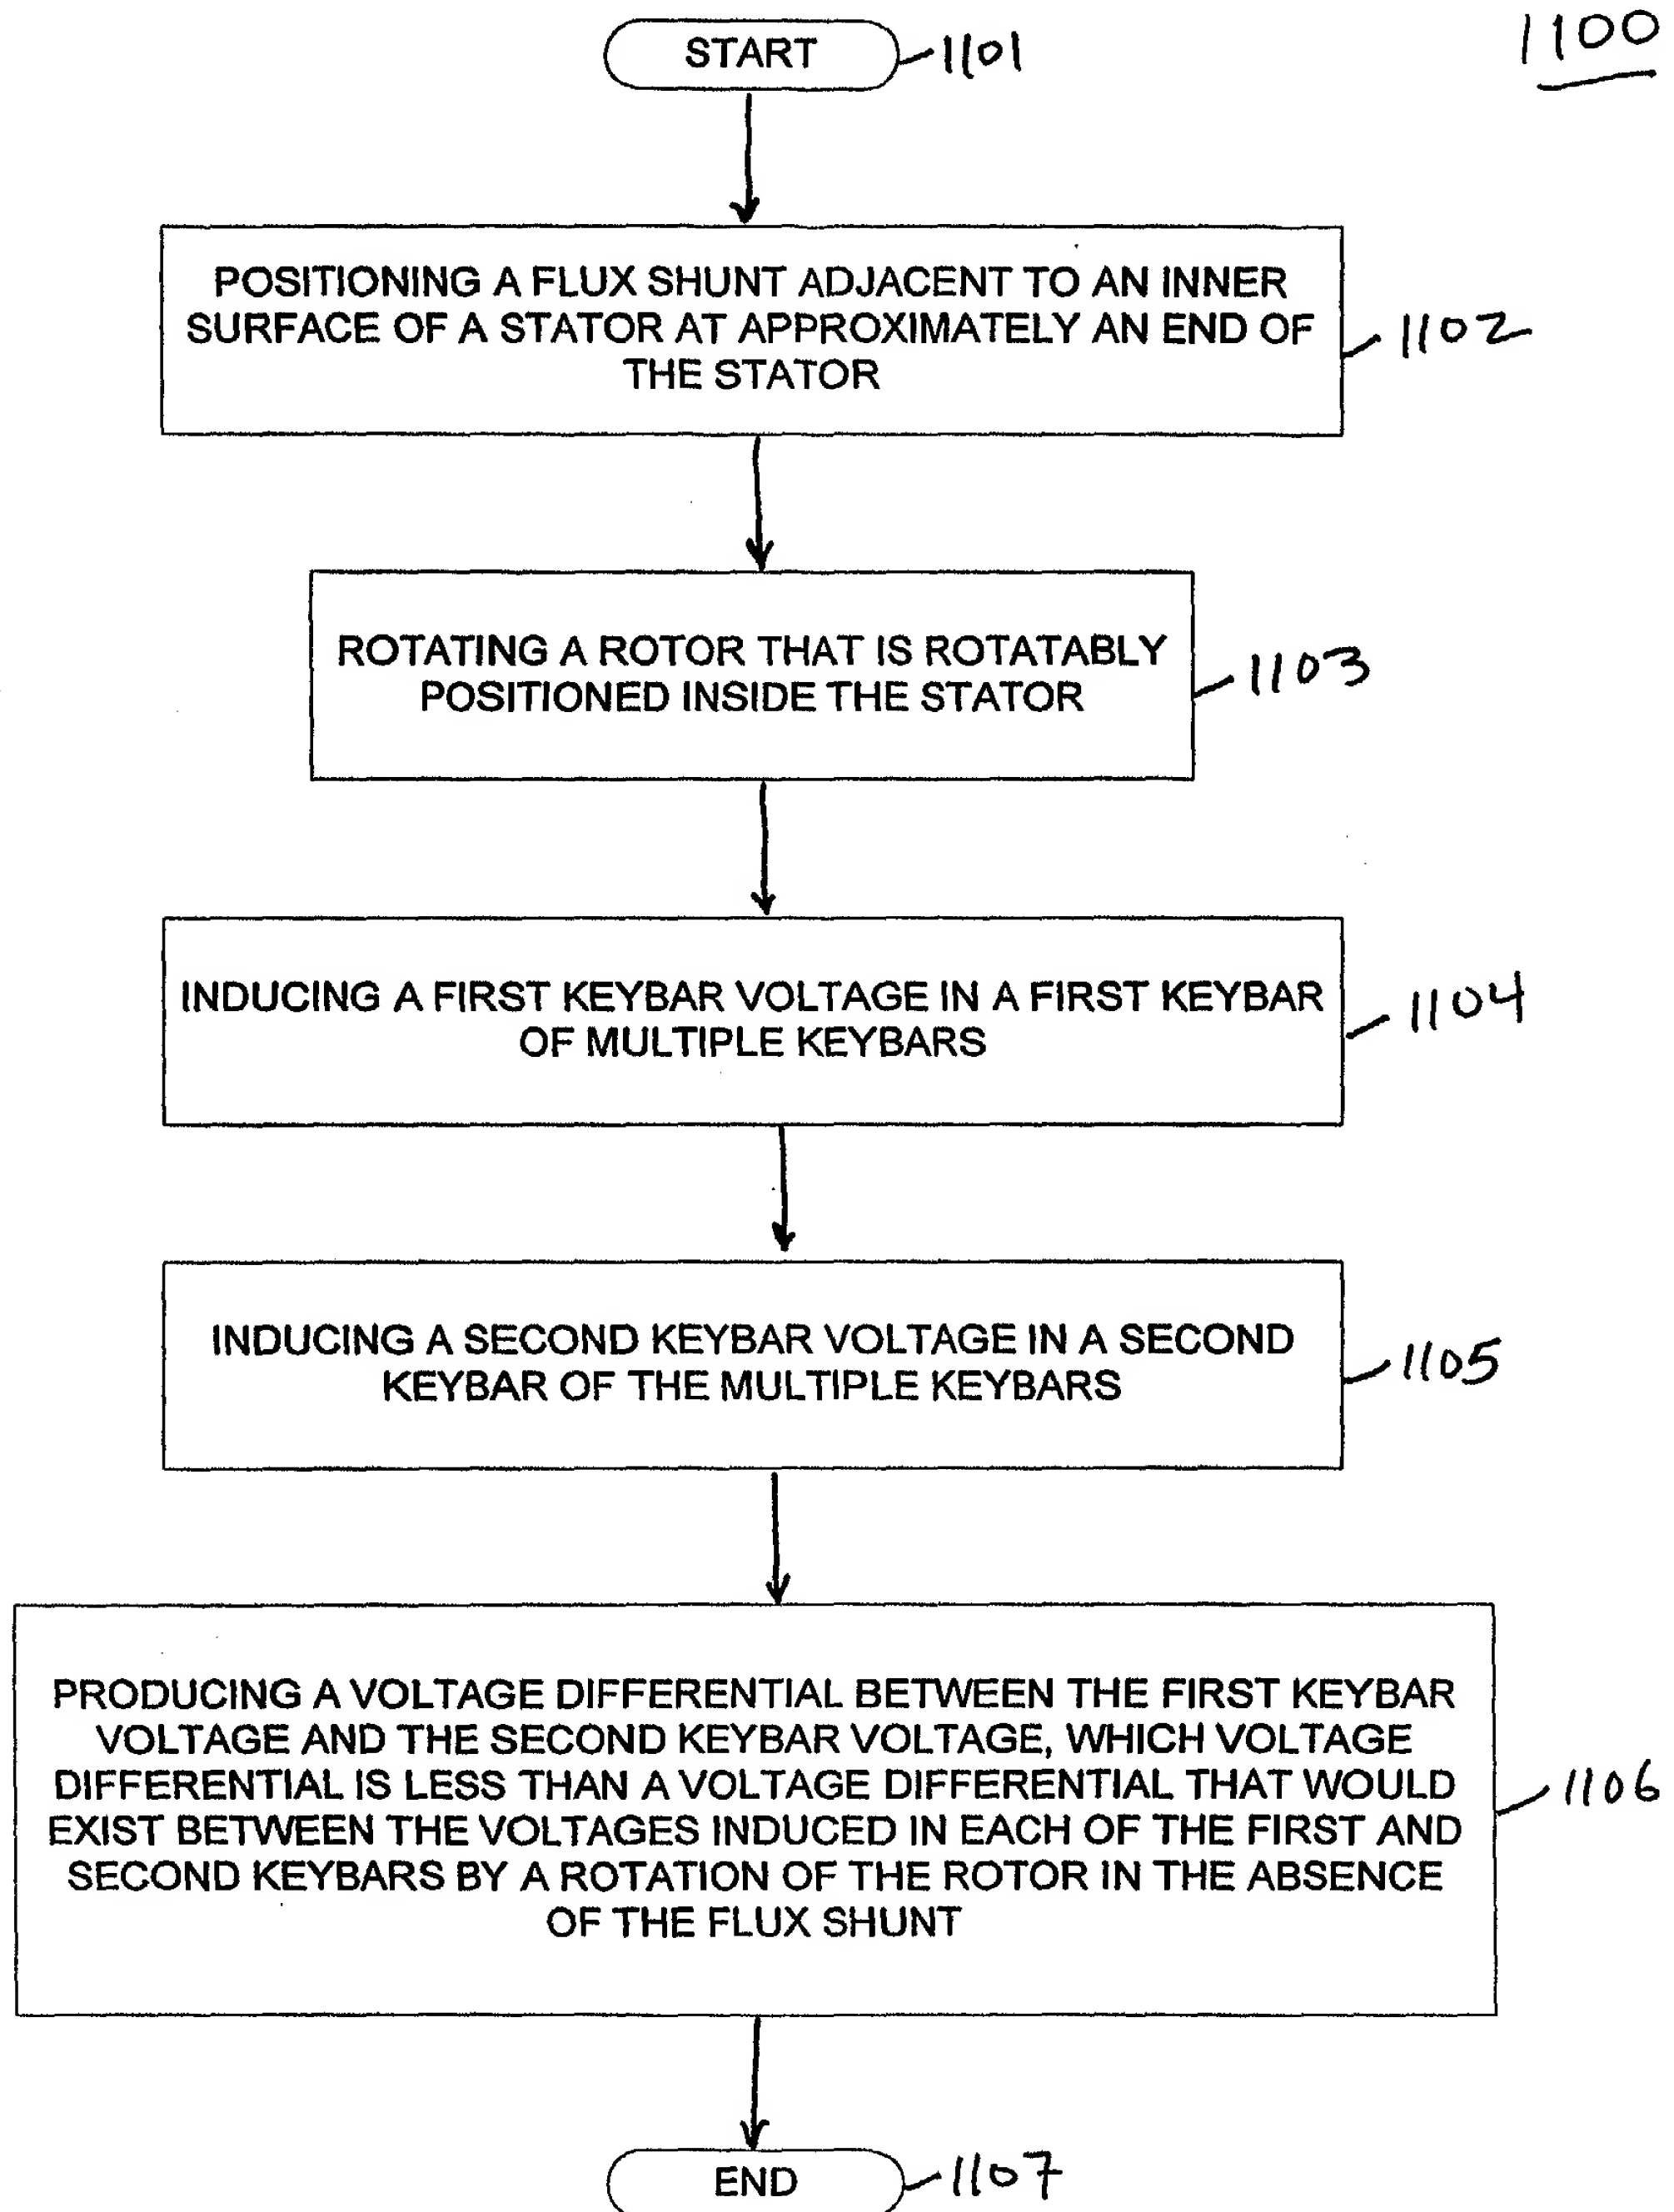 1100
START 1101
POSITIONING A FLUX SHUNT ADJACENT TO AN INNER
SURFACE OF A STATOR AT APPROXIMATELY AN END OF
THE STATOR
1102
ROTATING A ROTOR THAT IS ROTATABLY
POSITIONED INSIDE THE STATOR
1103
INDUCING A FIRST KEYBAR VOLTAGE IN A FIRST KEYBAR
OF MULTIPLE KEYBARS
1104
INDUCING A SECOND KEYBAR VOLTAGE IN A SECOND
KEYBAR OF THE MULTIPLE KEYBARS
1105
PRODUCING A VOLTAGE DIFFERENTIAL BETWEEN THE FIRST KEYBAR
VOLTAGE AND THE SECOND KEYBAR VOLTAGE, WHICH VOLTAGE
DIFFERENTIAL IS LESS THAN A VOLTAGE DIFFERENTIAL THAT WOULD
EXIST BETWEEN THE VOLTAGES INDUCED IN EACH OF THE FIRST AND
SECOND KEYBARS BY A ROTATION OF THE ROTOR IN THE ABSENCE
OF THE FLUX SHUNT
1106
END 1107